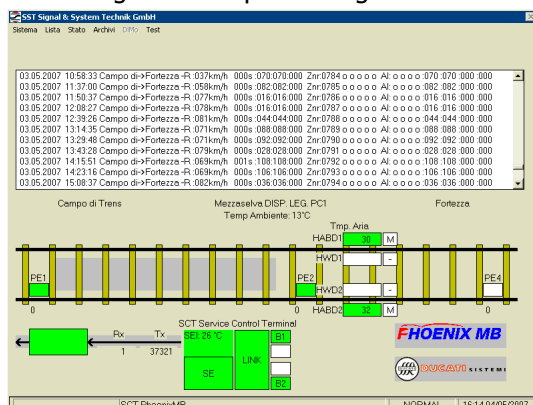 SST Signal & System Technik GmbH
Sistema Lista Stato Archivi DiMo Test
03.05.2007 10:58:33 Campo di->Fortezza -R :037km/h 000s :070:070:000 Znr:0784 o o o o o Al: o o o o :070 :070 :000 :000
03.05.2007 11:37:00 Campo di->Fortezza -R :058km/h 000s :082:082:000 Znr:0785 o o o o o Al: o o o o :082 :082 :000 :000
03.05.2007 11:50:37 Campo di->Fortezza -R :077km/h 000s :016:016:000 Znr:0786 o o o o o Al: o o o o :016 :016 :000 :000
03.05.2007 12:08:27 Campo di->Fortezza -R :078km/h 000s :016:016:000 Znr:0787 o o o o o Al: o o o o :016 :016 :000 :000
03.05.2007 12:39:26 Campo di->Fortezza -R :081km/h 000s :044:044:000 Znr:0788 o o o o o Al: o o o o :044 :044 :000 :000
03.05.2007 13:14:35 Campo di->Fortezza -R :071km/h 000s :088:088:000 Znr:0789 o o o o o Al: o o o o :088 :088 :000 :000
03.05.2007 13:29:48 Campo di->Fortezza -R :071km/h 000s :092:092:000 Znr:0790 o o o o o Al: o o o o :092 :092 :000 :000
03.05.2007 13:43:28 Campo di->Fortezza -R :079km/h 000s :028:028:000 Znr:0791 o o o o o Al: o o o o :028 :028 :000 :000
03.05.2007 14:15:51 Campo di->Fortezza -R :069km/h 001s :108:108:000 Znr:0792 o o o o o Al: o o o o :108 :108 :000 :000
03.05.2007 14:23:16 Campo di->Fortezza -R :069km/h 000s :106:106:000 Znr:0793 o o o o o Al: o o o o :106 :106 :000 :000
03.05.2007 15:08:37 Campo di->Fortezza -R :082km/h 000s :036:036:000 Znr:0794 o o o o o Al: o o o o :036 :036 :000 :000
Campo di Trens Mezzaselva DISP. LEG. PC1 Fortezza
Temp Ambiente: 13°C
Tmp. Aria
HABD1 30 M
HWD1 -
PE1 PE2 HWD2 - PE4
0 0 HABD2 32 M 0
SCT Service Control Terminal
Rx Tx SEI: 26 °C B1
1 37321 LINK
SE B2
PHOENIX MB
DUCATI SISTEMI
SCT PhoenixMB NORMAL 16:14 04/05/2007